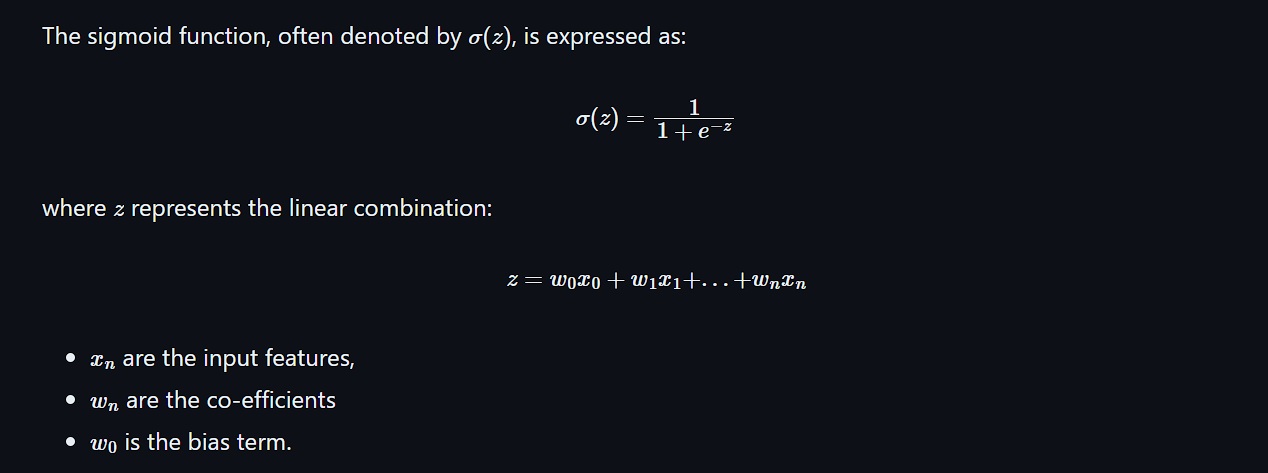 The sigmoid function, often denoted by σ(z), is expressed as:
σ(z) = 1 / (1 + e^{-z})
where z represents the linear combination:
z = w₀x₀ + w₁x₁+...+wₙxₙ
• xₙ are the input features,
• wₙ are the co-efficients
• w₀ is the bias term.